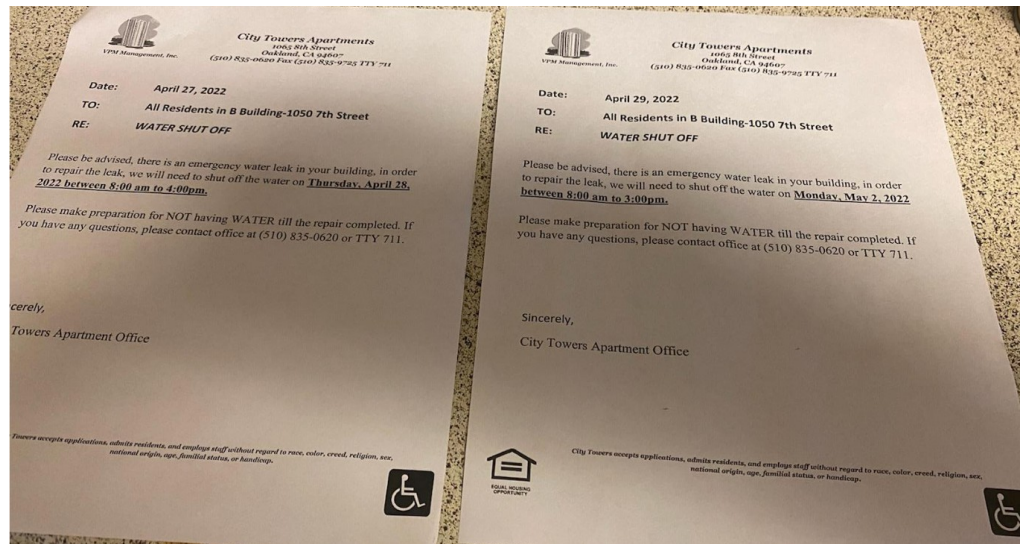 VPM Management, Inc.
City Towers Apartments
1065 8th Street
Oakland, CA 94607
(510) 835-0620 Fax (510) 835-9725 TTY 711
Date: April 27, 2022
TO: All Residents in B Building-1050 7th Street
RE: WATER SHUT OFF
Please be advised, there is an emergency water leak in your building, in order
to repair the leak, we will need to shut off the water on Thursday, April 28,
2022 between 8:00 am to 4:00pm.
Please make preparation for NOT having WATER till the repair completed. If
you have any questions, please contact office at (510) 835-0620 or TTY 711.
cerely,
Towers Apartment Office
Towers accepts applications, admits residents, and employs staff without regard to race, color, creed, religion, sex,
national origin, age, familial status, or handicap.
VPM Management, Inc.
City Towers Apartments
1065 8th Street
Oakland, CA 94607
(510) 835-0620 Fax (510) 835-9725 TTY 711
Date: April 29, 2022
TO: All Residents in B Building-1050 7th Street
RE: WATER SHUT OFF
Please be advised, there is an emergency water leak in your building, in order
to repair the leak, we will need to shut off the water on Monday, May 2, 2022
between 8:00 am to 3:00pm.
Please make preparation for NOT having WATER till the repair completed. If
you have any questions, please contact office at (510) 835-0620 or TTY 711.
Sincerely,
City Towers Apartment Office
City Towers accepts applications, admits residents, and employs staff without regard to race, color, creed, religion, sex,
national origin, age, familial status, or handicap.
EQUAL HOUSING
OPPORTUNITY